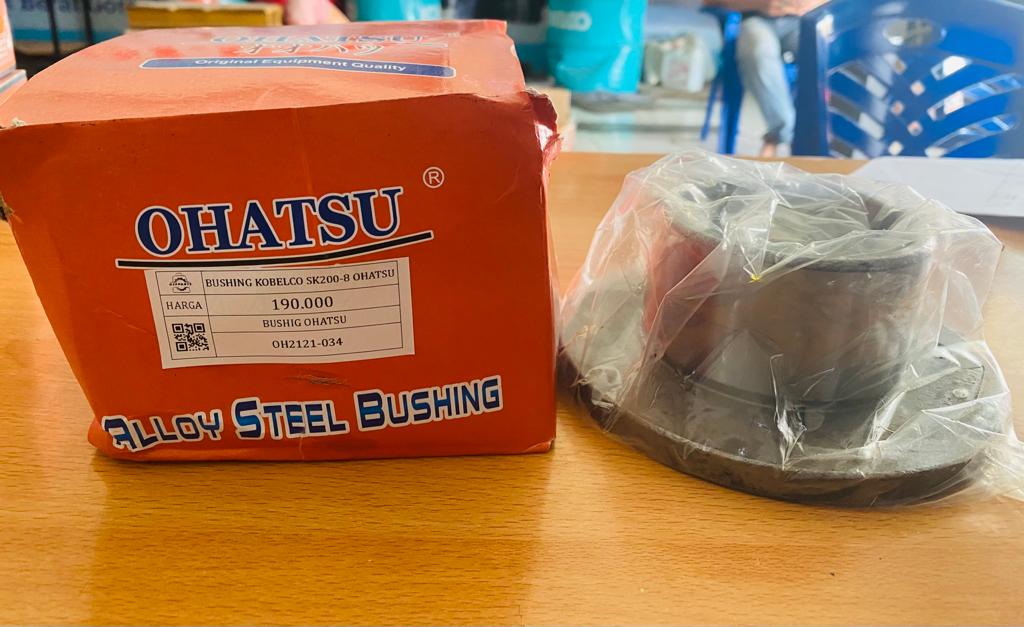 OHATSU
Original Equipment Quality
OHATSU ®
BUSHING KOBELCO SK200-8 OHATSU
HARGA 190.000
BUSHIG OHATSU
OH2121-034
ALLOY STEEL BUSHING